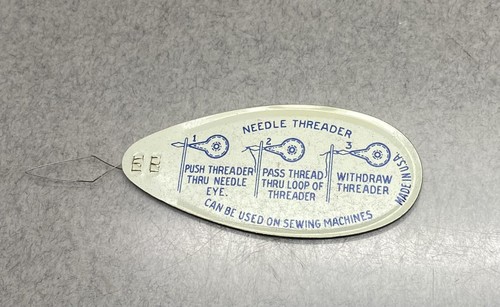 NEEDLE THREADER
1
PUSH THREADER
THRU NEEDLE
EYE.
2
PASS THREAD
THRU LOOP OF
THREADER
3
WITHDRAW
THREADER
MADE IN U.S.A.
CAN BE USED ON SEWING MACHINES